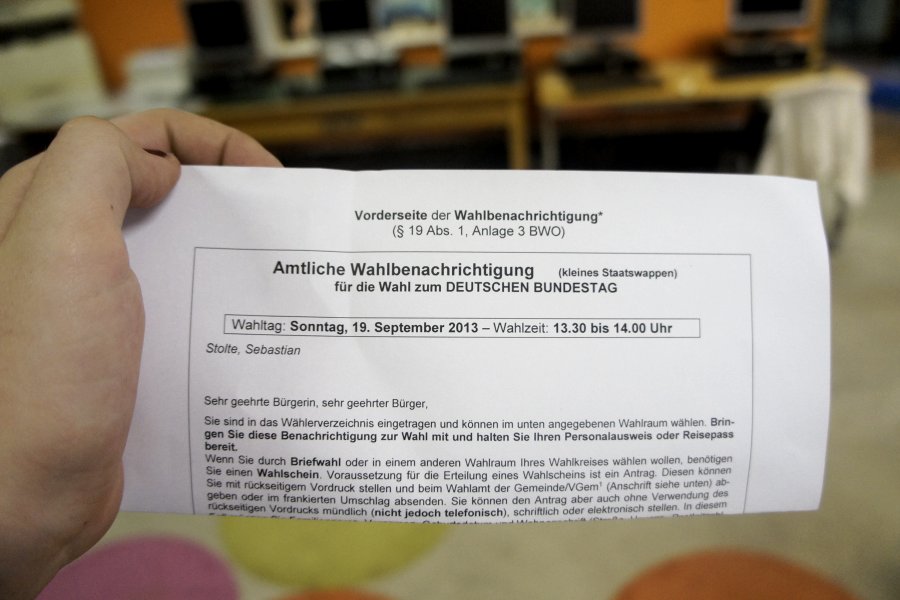 Vorderseite der Wahlbenachrichtigung*
(§ 19 Abs. 1, Anlage 3 BWO)
Amtliche Wahlbenachrichtigung (kleines Staatswappen)
für die Wahl zum DEUTSCHEN BUNDESTAG
Wahltag: Sonntag, 19. September 2013 – Wahlzeit: 13.30 bis 14.00 Uhr
Stolte, Sebastian
Sehr geehrte Bürgerin, sehr geehrter Bürger,
Sie sind in das Wählerverzeichnis eingetragen und können im unten angegebenen Wahlraum wählen. Brin-
gen Sie diese Benachrichtigung zur Wahl mit und halten Sie Ihren Personalausweis oder Reisepass
bereit.
Wenn Sie durch Briefwahl oder in einem anderen Wahlraum Ihres Wahlkreises wählen wollen, benötigen
Sie einen Wahlschein. Voraussetzung für die Erteilung eines Wahlscheins ist ein Antrag. Diesen können
Sie mit rückseitigem Vordruck stellen und beim Wahlamt der Gemeinde/VGem¹ (Anschrift siehe unten) ab-
geben oder im frankierten Umschlag absenden. Sie können den Antrag aber auch ohne Verwendung des
rückseitigen Vordrucks mündlich (nicht jedoch telefonisch), schriftlich oder elektronisch stellen. In diesem